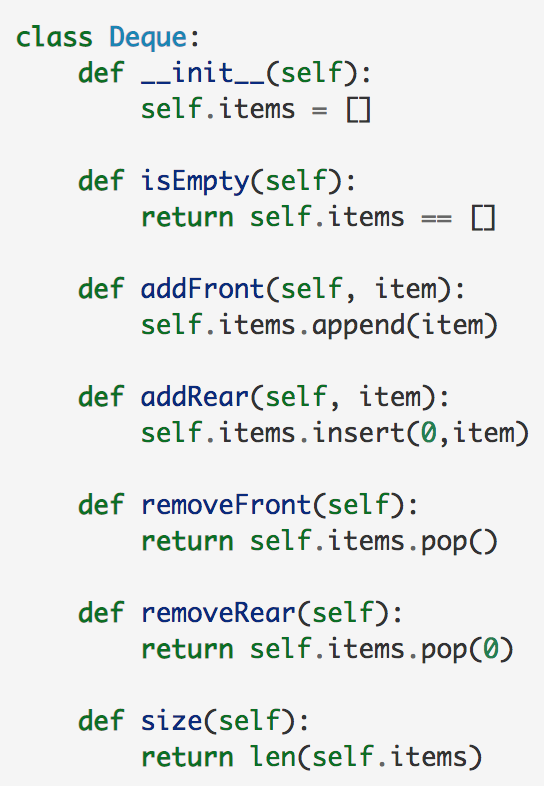 class Deque:
    def __init__(self):
        self.items = []

    def isEmpty(self):
        return self.items == []

    def addFront(self, item):
        self.items.append(item)

    def addRear(self, item):
        self.items.insert(0,item)

    def removeFront(self):
        return self.items.pop()

    def removeRear(self):
        return self.items.pop(0)

    def size(self):
        return len(self.items)